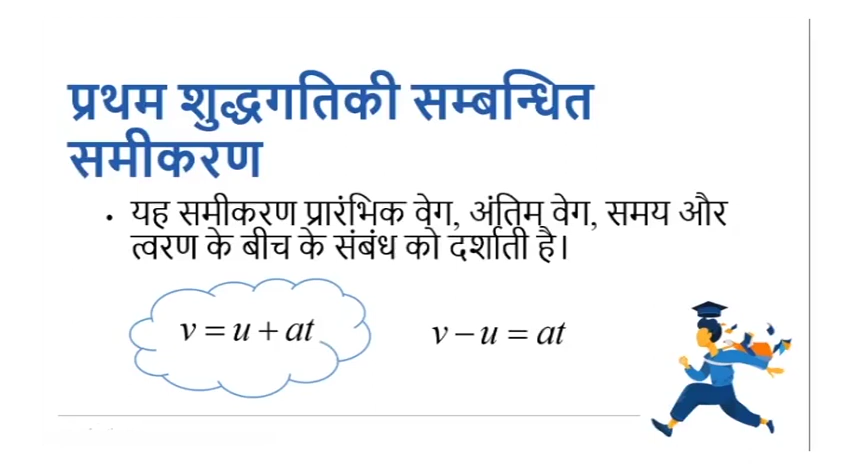 प्रथम शुद्धगतिकी सम्बन्धित
समीकरण
• यह समीकरण प्रारंभिक वेग, अंतिम वेग, समय और
त्वरण के बीच के संबंध को दर्शाती है।
v = u + at
v − u = at